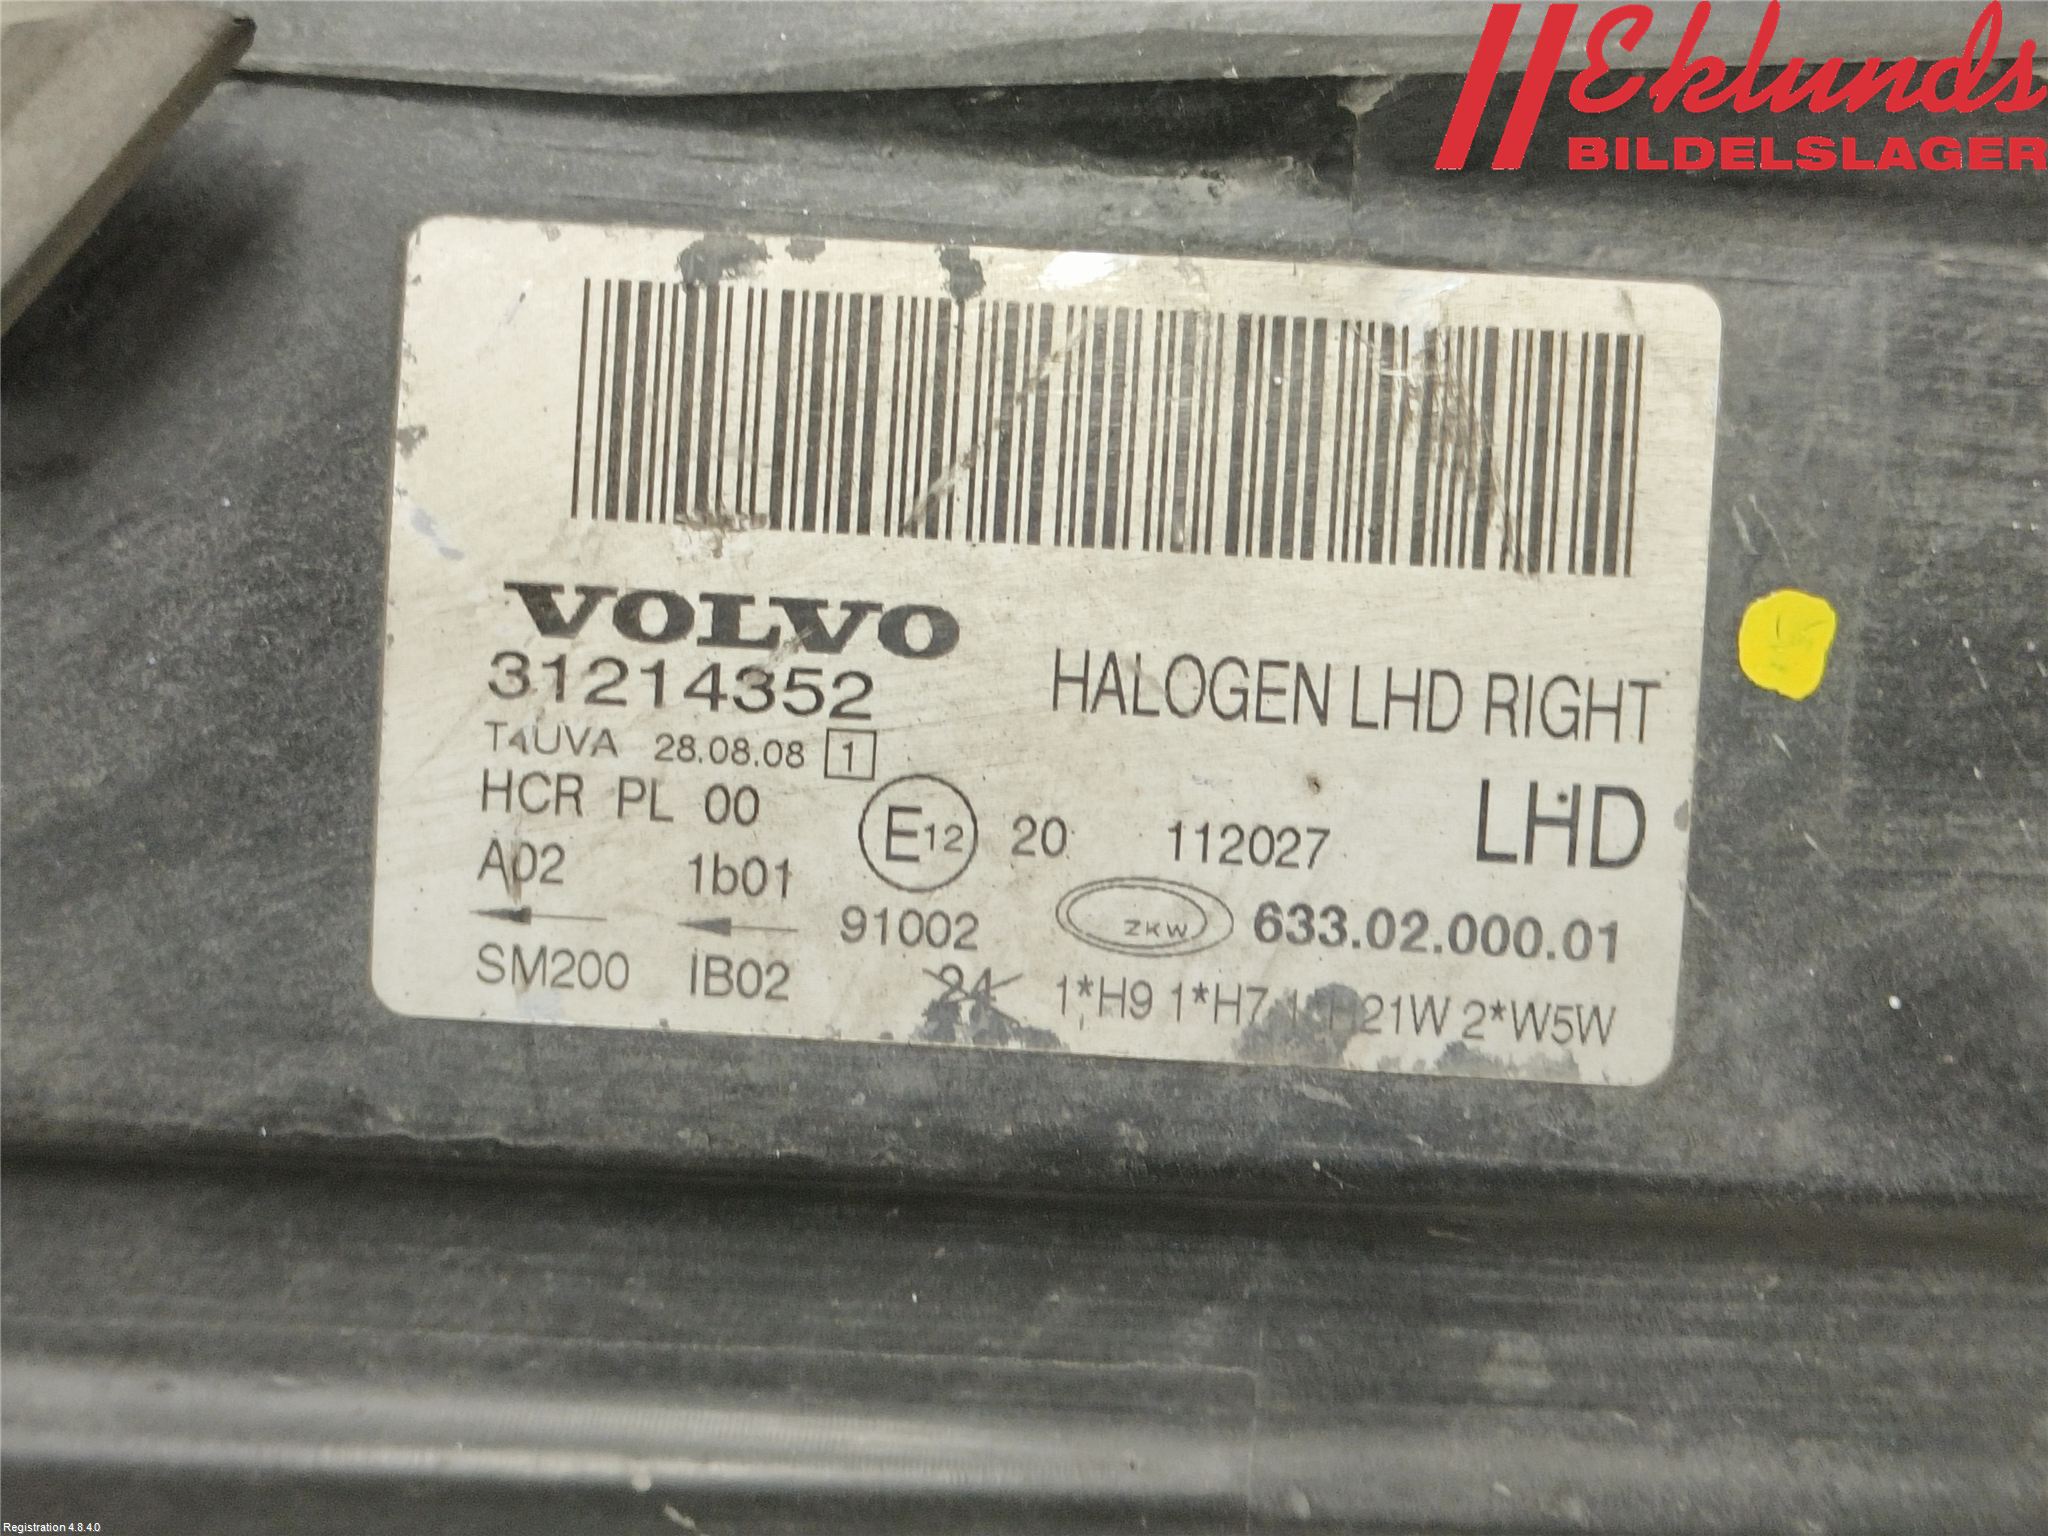 Eklunds
BILDELSLAGER
VOLVO
31214352
HALOGEN LHD RIGHT
28.08.08 1
HCR PL 00
E12 20 112027 LHD
A02 1b01
91002 ZKW 633.02.000.01
SM200 IB02 24 1*H9 1*H7 1*H21W 2*W5W
Registration 4.8.4.0